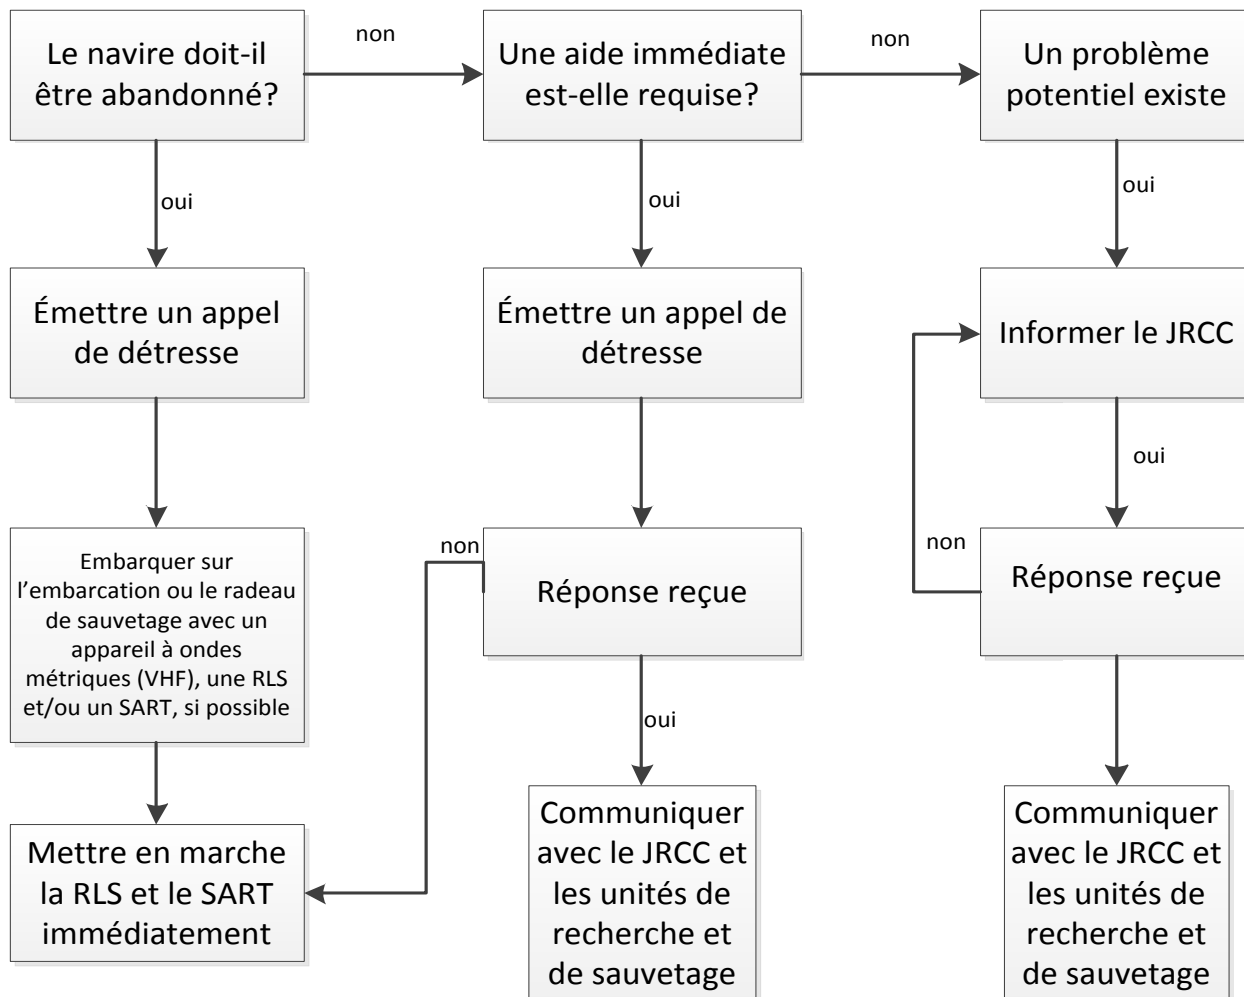 Le navire doit-il
être abandonné?
non
Une aide immédiate
est-elle requise?
non
Un problème
potentiel existe
oui
oui
oui
Émettre un appel
de détresse
Émettre un appel de
détresse
Informer le JRCC
oui
Embarquer sur
l’embarcation ou le radeau
de sauvetage avec un
appareil à ondes
métriques (VHF), une RLS
et/ou un SART, si possible
non
Réponse reçue
non
Réponse reçue
oui
Mettre en marche
la RLS et le SART
immédiatement
Communiquer
avec le JRCC et
les unités de
recherche et
de sauvetage
Communiquer
avec le JRCC et
les unités de
recherche et
de sauvetage